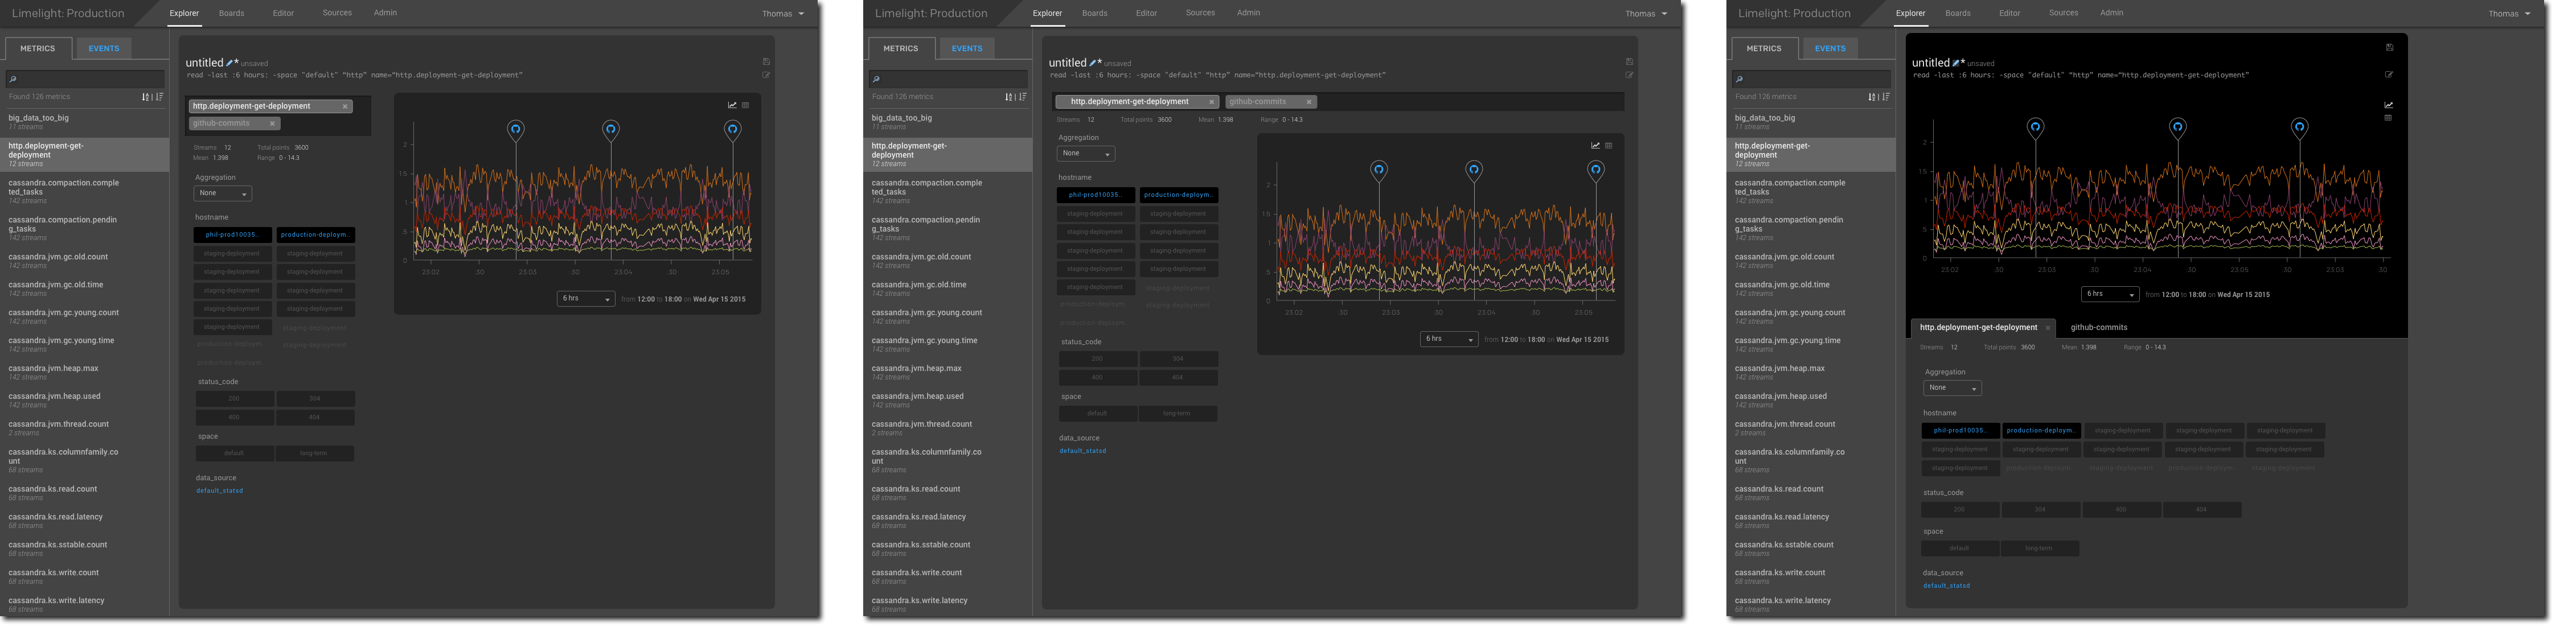 Limelight: Production
Explorer
Boards
Editor
Sources
Admin
Thomas
METRICS
EVENTS
Found 126 metrics
big_data_too_big
11 streams
http.deployment-get-
deployment
12 streams
cassandra.compaction.comple
ted_tasks
142 streams
cassandra.compaction.pendin
g_tasks
142 streams
cassandra.jvm.gc.old.count
142 streams
cassandra.jvm.gc.old.time
142 streams
cassandra.jvm.gc.young.count
142 streams
cassandra.jvm.gc.young.time
142 streams
cassandra.jvm.heap.max
142 streams
cassandra.jvm.heap.used
142 streams
cassandra.jvm.thread.count
2 streams
cassandra.ks.columnfamily.co
unt
68 streams
cassandra.ks.read.count
68 streams
cassandra.ks.read.latency
68 streams
cassandra.ks.sstable.count
68 streams
cassandra.ks.write.count
68 streams
cassandra.ks.write.latency
68 streams
untitled * unsaved
read -last :6 hours: -space "default" "http" name="http.deployment-get-deployment"
http.deployment-get-deployment
github-commits
Streams 12 Total points 3600
Mean 1.398 Range 0 - 14.3
Aggregation
None
hostname
phil-prod10035.. production-deploym..
staging-deployment staging-deployment
staging-deployment staging-deployment
staging-deployment staging-deployment
staging-deployment staging-deployment
staging-deployment staging-deployment
production-deploym.. staging-deployment
production-deploym..
status_code
200 304
400 404
space
default long-term
data_source
default_statsd
2
1.5
1
.5
0
23:02 :30 23:03 :30 23:04 :30 23:05
6 hrs
from 12:00 to 18:00 on Wed Apr 15 2015
Limelight: Production
Explorer
Boards
Editor
Sources
Admin
Thomas
METRICS
EVENTS
Found 126 metrics
big_data_too_big
11 streams
http.deployment-get-
deployment
12 streams
cassandra.compaction.comple
ted_tasks
142 streams
cassandra.compaction.pendin
g_tasks
142 streams
cassandra.jvm.gc.old.count
142 streams
cassandra.jvm.gc.old.time
142 streams
cassandra.jvm.gc.young.count
142 streams
cassandra.jvm.gc.young.time
142 streams
cassandra.jvm.heap.max
142 streams
cassandra.jvm.heap.used
142 streams
cassandra.jvm.thread.count
2 streams
cassandra.ks.columnfamily.co
unt
68 streams
cassandra.ks.read.count
68 streams
cassandra.ks.read.latency
68 streams
cassandra.ks.sstable.count
68 streams
cassandra.ks.write.count
68 streams
cassandra.ks.write.latency
68 streams
untitled * unsaved
read -last :6 hours: -space "default" "http" name="http.deployment-get-deployment"
http.deployment-get-deployment
github-commits
Streams 12 Total points 3600 Mean 1.398 Range 0 - 14.3
Aggregation
None
hostname
phil-prod10035.. production-deploym..
staging-deployment staging-deployment
staging-deployment staging-deployment
staging-deployment staging-deployment
staging-deployment staging-deployment
staging-deployment staging-deployment
production-deploym.. staging-deployment
production-deploym..
status_code
200 304
400 404
space
default long-term
data_source
default_statsd
2
1.5
1
.5
0
23:02 :30 23:03 :30 23:04 :30 23:05
6 hrs
from 12:00 to 18:00 on Wed Apr 15 2015
Limelight: Production
Explorer
Boards
Editor
Sources
Admin
Thomas
METRICS
EVENTS
Found 126 metrics
big_data_too_big
11 streams
http.deployment-get-
deployment
12 streams
cassandra.compaction.comple
ted_tasks
142 streams
cassandra.compaction.pendin
g_tasks
142 streams
cassandra.jvm.gc.old.count
142 streams
cassandra.jvm.gc.old.time
142 streams
cassandra.jvm.gc.young.count
142 streams
cassandra.jvm.gc.young.time
142 streams
cassandra.jvm.heap.max
142 streams
cassandra.jvm.heap.used
142 streams
cassandra.jvm.thread.count
2 streams
cassandra.ks.columnfamily.co
unt
68 streams
cassandra.ks.read.count
68 streams
cassandra.ks.read.latency
68 streams
cassandra.ks.sstable.count
68 streams
cassandra.ks.write.count
68 streams
cassandra.ks.write.latency
68 streams
untitled * unsaved
read -last :6 hours: -space "default" "http" name="http.deployment-get-deployment"
2
1.5
1
.5
0
23:02 :30 23:03 :30 23:04 :30 23:05 :30 23:03 :30
6 hrs
from 12:00 to 18:00 on Wed Apr 15 2015
http.deployment-get-deployment
github-commits
Streams 12 Total points 3600 Mean 1.398 Range 0 - 14.3
Aggregation
None
hostname
phil-prod10035.. production-deploym.. staging-deployment staging-deployment staging-deployment
staging-deployment staging-deployment staging-deployment staging-deployment staging-deployment
staging-deployment production-deploym.. staging-deployment production-deploym.. staging-deployment
status_code
200 304 400 404
space
default long-term
data_source
default_statsd